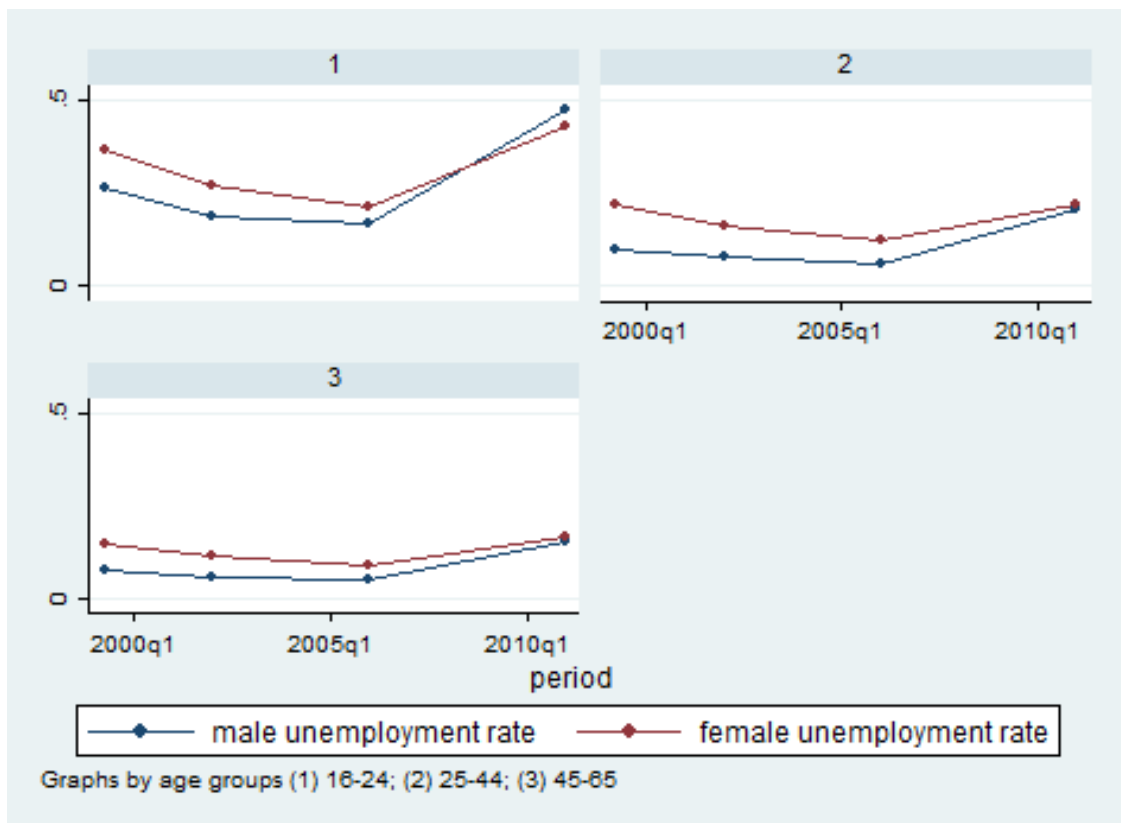 1
2
.5
0
2000q1 2005q1 2010q1
3
.5
0
2000q1 2005q1 2010q1
period
male unemployment rate female unemployment rate
Graphs by age groups (1) 16-24; (2) 25-44; (3) 45-65